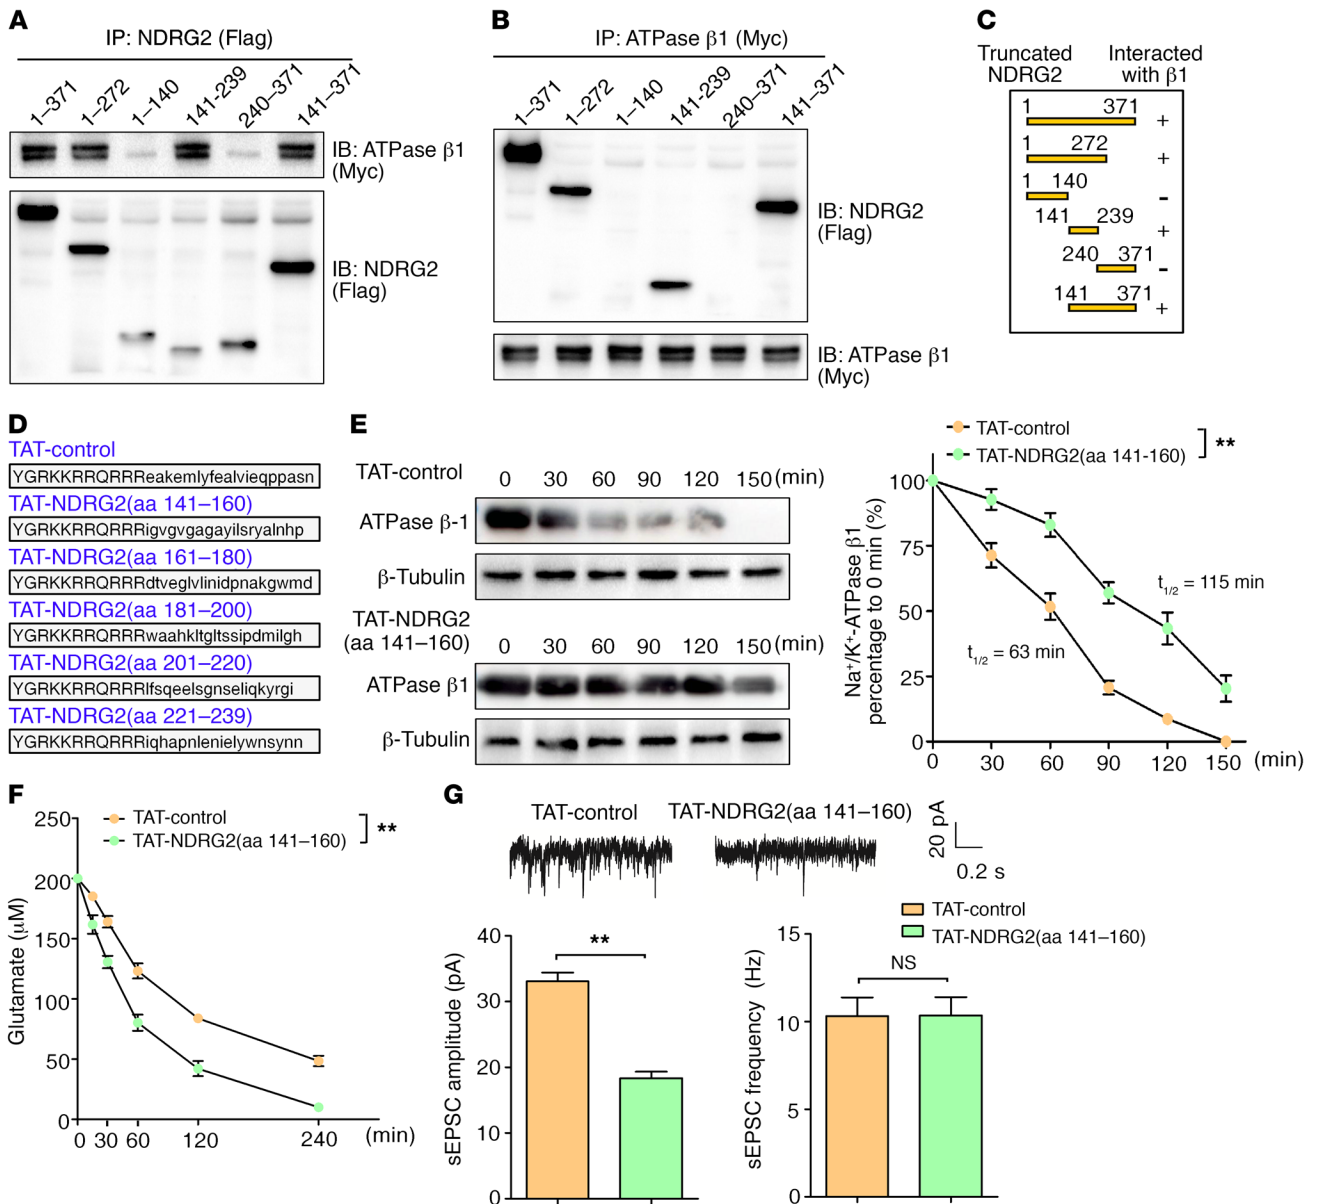 A
IP: NDRG2 (Flag)
1–371 1–272 1–140 141-239 240–371 141–371
IB: ATPase β1
(Myc)
IB: NDRG2
(Flag)
B
IP: ATPase β1 (Myc)
1–371 1–272 1–140 141-239 240–371 141–371
IB: NDRG2
(Flag)
IB: ATPase β1
(Myc)
C
Truncated Interacted
NDRG2 with β1
1 371 +
1 272 +
1 140 -
141 239 +
240 371 -
141 371 +
D
TAT-control
YGRKKRRQRRReakemlyfealvieqppasn
TAT-NDRG2(aa 141–160)
YGRKKRRQRRRigvgvgagayilsryalnhp
TAT-NDRG2(aa 161–180)
YGRKKRRQRRRdtveglvlinidpnakgwmd
TAT-NDRG2(aa 181–200)
YGRKKRRQRRRwaahkltgltssipdmilgh
TAT-NDRG2(aa 201–220)
YGRKKRRQRRRlfsqeelsgnseliqkyrgi
TAT-NDRG2(aa 221–239)
YGRKKRRQRRRiqhapnlenielywnsynn
E
TAT-control 0 30 60 90 120 150 (min)
ATPase β-1
β-Tubulin
TAT-NDRG2
(aa 141–160) 0 30 60 90 120 150 (min)
ATPase β1
β-Tubulin
TAT-control
TAT-NDRG2(aa 141-160)
**
Na⁺/K⁺-ATPase β1
percentage to 0 min (%)
100
75
50
25
0
t1/2 = 115 min
t1/2 = 63 min
0 30 60 90 120 150 (min)
F
TAT-control
TAT-NDRG2(aa 141–160)
**
Glutamate (μM)
250
200
150
100
50
0
0 15 30 60 120 240 (min)
G
TAT-control TAT-NDRG2(aa 141–160)
20 pA
0.2 s
TAT-control
TAT-NDRG2(aa 141–160)
sEPSC amplitude (pA)
40
30
20
10
0
**
sEPSC frequency (Hz)
15
10
5
0
NS